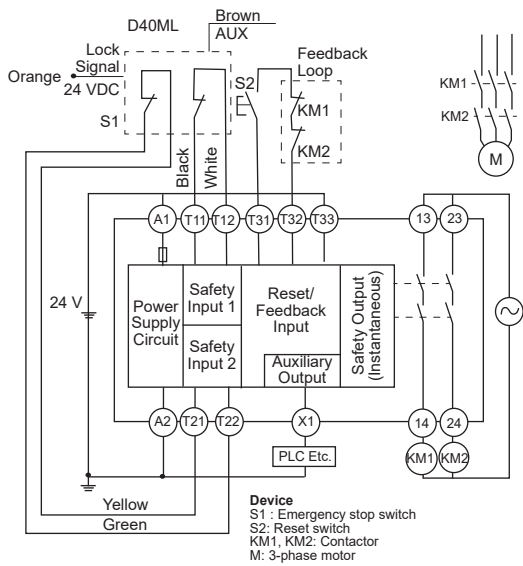 D40ML
Brown
AUX
Lock
Signal
Orange
24 VDC
S1
S2
Feedback
Loop
KM1
KM2
Black
White
KM1
KM2
M
A1
T11
T12
T31
T32
T33
13
23
24 V
Power
Supply
Circuit
Safety
Input 1
Safety
Input 2
Reset/
Feedback
Input
Auxiliary
Output
Safety Output
(Instantaneous)
A2
T21
T22
X1
14
24
PLC Etc.
KM1
KM2
Yellow
Green
Device
S1 : Emergency stop switch
S2: Reset switch
KM1, KM2: Contactor
M: 3-phase motor